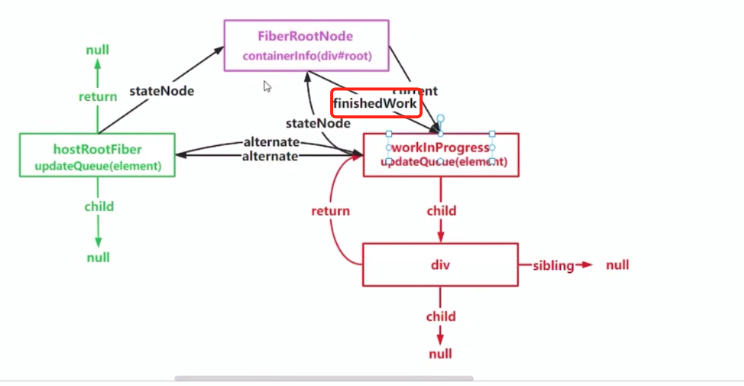 FiberRootNode
containerInfo(div#root)
null
return
stateNode
current
finishedWork
stateNode
hostRootFiber
updateQueue(element)
alternate
alternate
workInProgress
updateQueue(element)
child
null
return
child
div
sibling
null
child
null